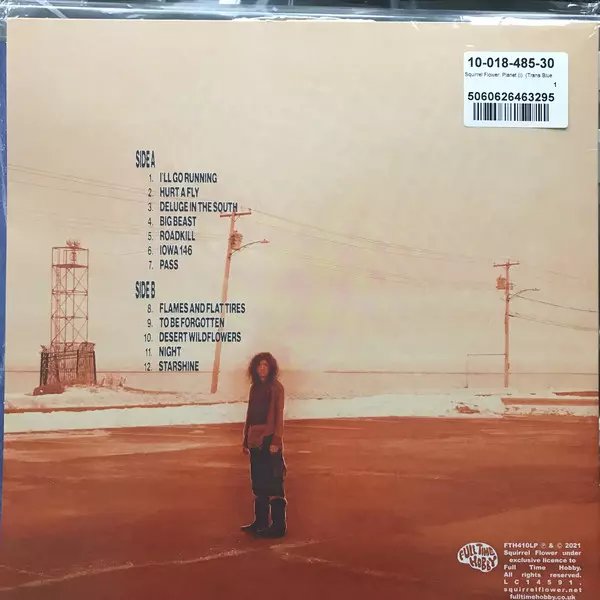 10-018-485-30
Squirrel Flower: Planet (i): (Trans Blue
1
5060626463295
SIDE A
1. I'LL GO RUNNING
2. HURT A FLY
3. DELUGE IN THE SOUTH
4. BIG BEAST
5. ROADKILL
6. IOWA 146
7. PASS
SIDE B
8. FLAMES AND FLAT TIRES
9. TO BE FORGOTTEN
10. DESERT WILDFLOWERS
11. NIGHT
12. STARSHINE
FULL TIME
HOBBY
FTH410LP ℗ & © 2021
Squirrel Flower under
exclusive licence to
Full Time Hobby.
All rights reserved.
LC14591.
squirrelflower.net
fulltimehobby.co.uk